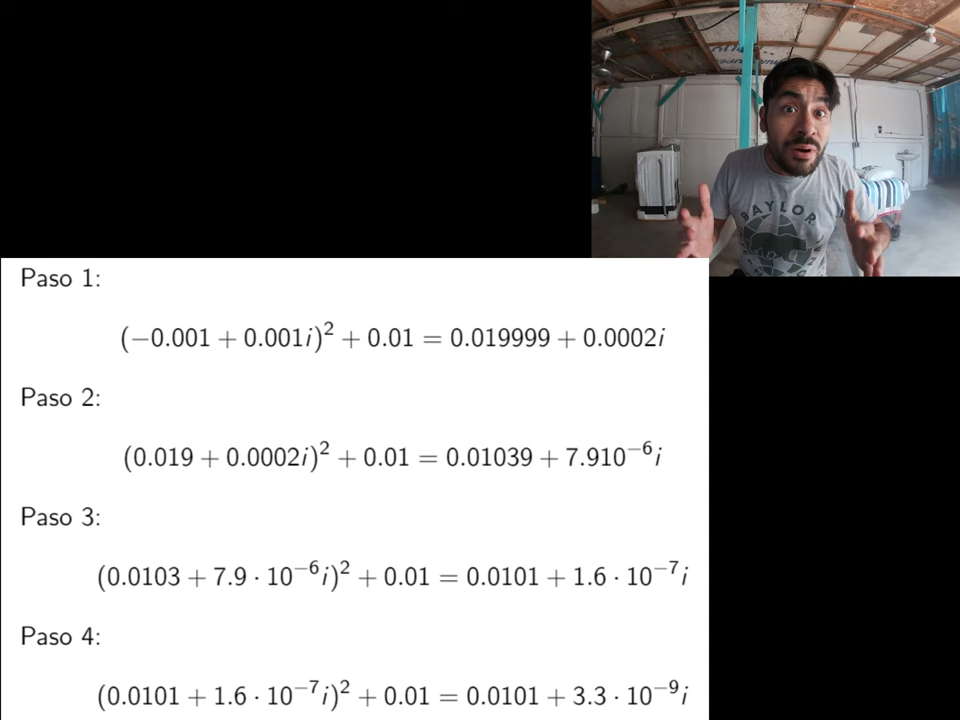 BAYLOR
Paso 1:
(−0.001 + 0.001i)² + 0.01 = 0.019999 + 0.0002i
Paso 2:
(0.019 + 0.0002i)² + 0.01 = 0.01039 + 7.910⁻⁶i
Paso 3:
(0.0103 + 7.9 · 10⁻⁶i)² + 0.01 = 0.0101 + 1.6 · 10⁻⁷i
Paso 4:
(0.0101 + 1.6 · 10⁻⁷i)² + 0.01 = 0.0101 + 3.3 · 10⁻⁹i